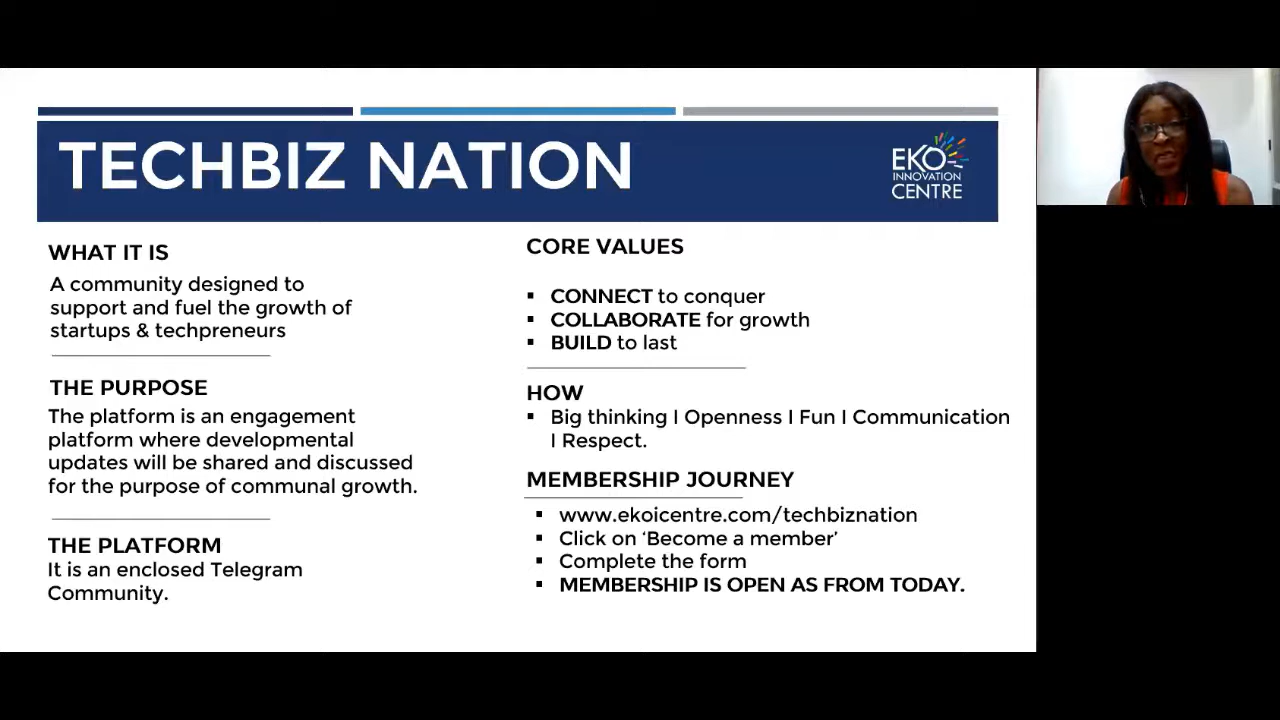 TECHBIZ NATION
EKO
INNOVATION
CENTRE
WHAT IT IS
A community designed to
support and fuel the growth of
startups & techpreneurs
THE PURPOSE
The platform is an engagement
platform where developmental
updates will be shared and discussed
for the purpose of communal growth.
THE PLATFORM
It is an enclosed Telegram
Community.
CORE VALUES
▪ CONNECT to conquer
▪ COLLABORATE for growth
▪ BUILD to last
HOW
▪ Big thinking I Openness I Fun I Communication
I Respect.
MEMBERSHIP JOURNEY
▪ www.ekoicentre.com/techbiznation
▪ Click on ‘Become a member’
▪ Complete the form
▪ MEMBERSHIP IS OPEN AS FROM TODAY.